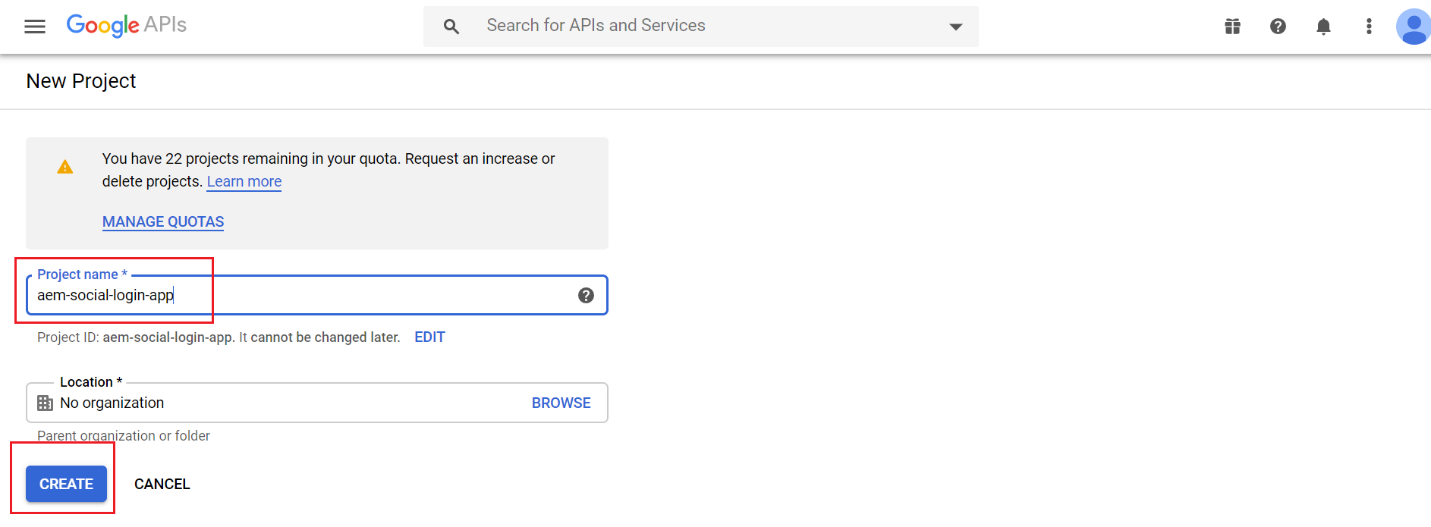 Google APIs
Search for APIs and Services
New Project
You have 22 projects remaining in your quota. Request an increase or
delete projects. Learn more
MANAGE QUOTAS
Project name *
aem-social-login-app
Project ID: aem-social-login-app. It cannot be changed later. EDIT
Location *
No organization BROWSE
Parent organization or folder
CREATE CANCEL